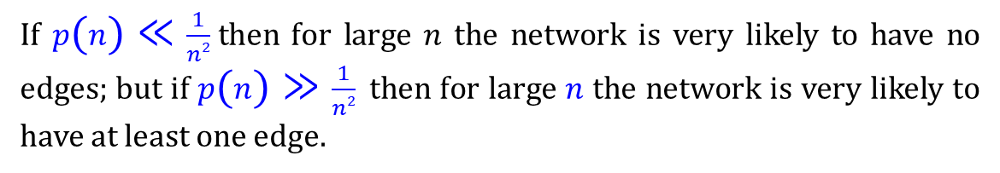 If p(n) ≪ 1/n² then for large n the network is very likely to have no
edges; but if p(n) ≫ 1/n² then for large n the network is very likely to
have at least one edge.